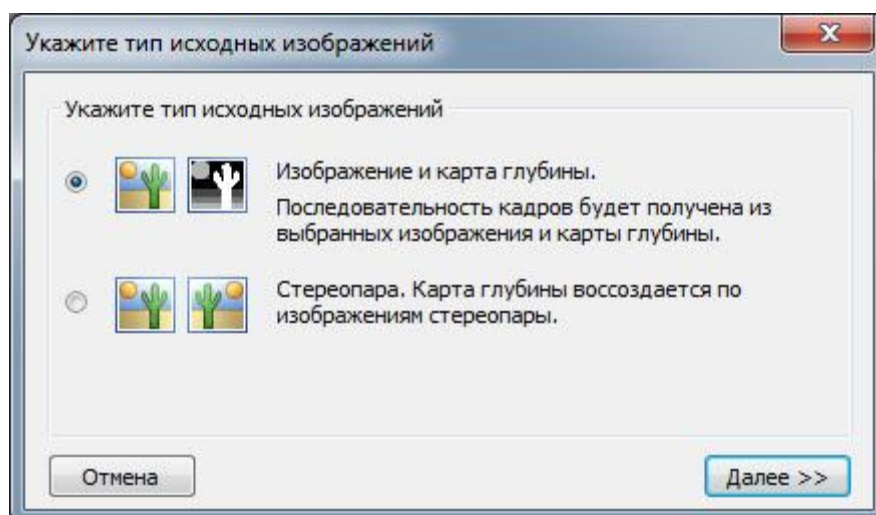 Укажите тип исходных изображений
Укажите тип исходных изображений
Изображение и карта глубины.
Последовательность кадров будет получена из
выбранных изображения и карты глубины.
Стереопара. Карта глубины воссоздается по
изображениям стереопары.
Отмена
Далее >>